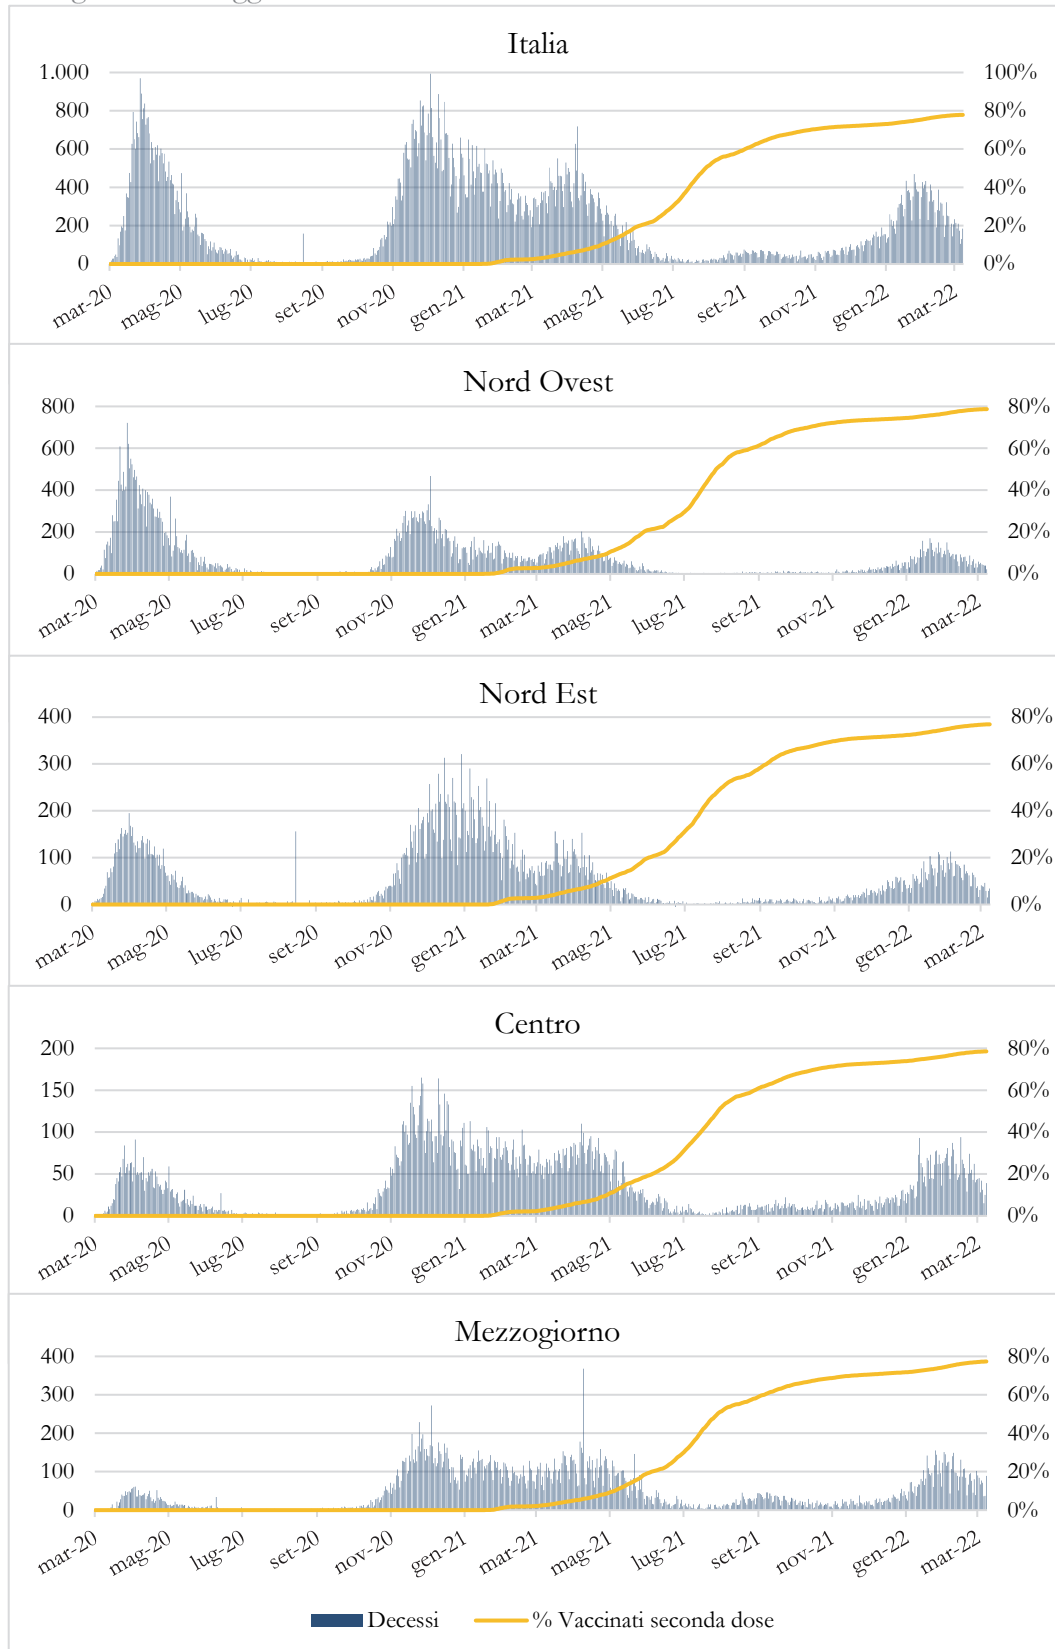 Italia
1.000 100%
800 80%
600 60%
400 40%
200 20%
0 0%
mar-20 mag-20 lug-20 set-20 nov-20 gen-21 mar-21 mag-21 lug-21 set-21 nov-21 gen-22 mar-22
Nord Ovest
800 80%
600 60%
400 40%
200 20%
0 0%
mar-20 mag-20 lug-20 set-20 nov-20 gen-21 mar-21 mag-21 lug-21 set-21 nov-21 gen-22 mar-22
Nord Est
400 80%
300 60%
200 40%
100 20%
0 0%
mar-20 mag-20 lug-20 set-20 nov-20 gen-21 mar-21 mag-21 lug-21 set-21 nov-21 gen-22 mar-22
Centro
200 80%
150 60%
100 40%
50 20%
0 0%
mar-20 mag-20 lug-20 set-20 nov-20 gen-21 mar-21 mag-21 lug-21 set-21 nov-21 gen-22 mar-22
Mezzogiorno
400 80%
300 60%
200 40%
100 20%
0 0%
mar-20 mag-20 lug-20 set-20 nov-20 gen-21 mar-21 mag-21 lug-21 set-21 nov-21 gen-22 mar-22
Decessi % Vaccinati seconda dose